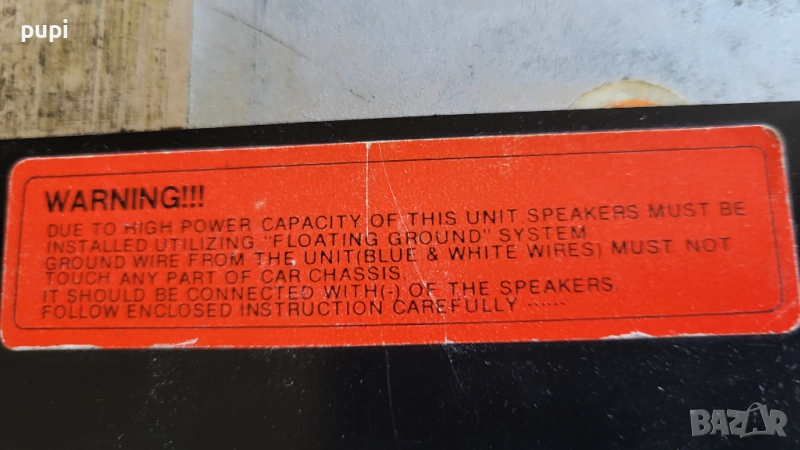 pupi
WARNING!!!
DUE TO HIGH POWER CAPACITY OF THIS UNIT SPEAKERS MUST BE
INSTALLED UTILIZING "FLOATING GROUND" SYSTEM
GROUND WIRE FROM THE UNIT(BLUE & WHITE WIRES) MUST NOT
TOUCH ANY PART OF CAR CHASSIS
IT SHOULD BE CONNECTED WITH(-) OF THE SPEAKERS.
FOLLOW ENCLOSED INSTRUCTION CAREFULLY ......
BAZAR